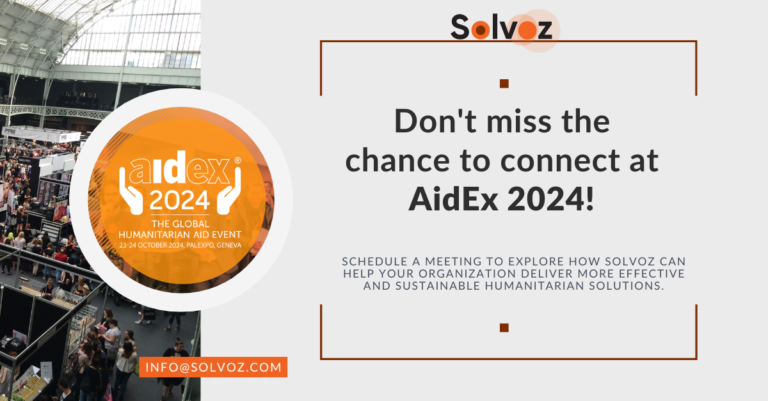 Solvoz
Don't miss the
chance to connect at
AidEx 2024!
SCHEDULE A MEETING TO EXPLORE HOW SOLVOZ CAN
HELP YOUR ORGANIZATION DELIVER MORE EFFECTIVE
AND SUSTAINABLE HUMANITARIAN SOLUTIONS.
aidex®
2024
THE GLOBAL
HUMANITARIAN AID EVENT
23-24 OCTOBER 2024, PALEXPO, GENEVA
INFO@SOLVOZ.COM